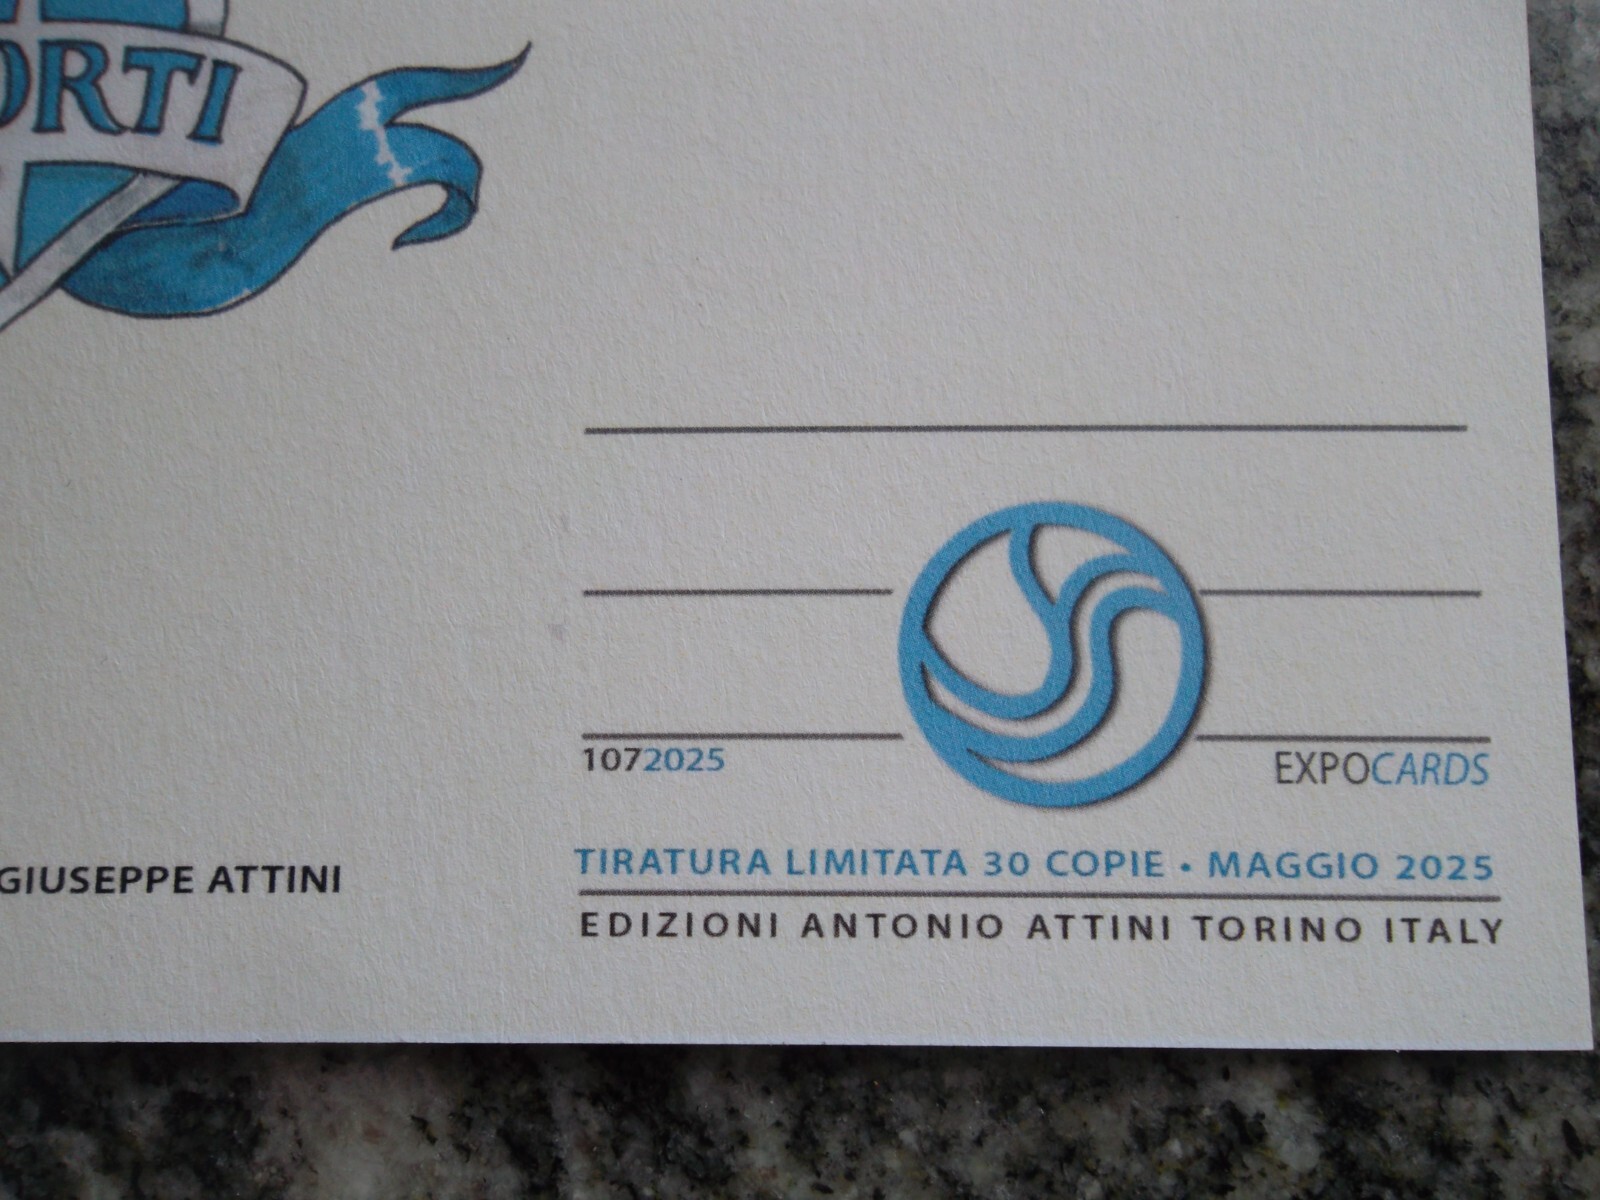 ORTI
1072025
EXPOCARDS
TIRATURA LIMITATA 30 COPIE • MAGGIO 2025
GIUSEPPE ATTINI
EDIZIONI ANTONIO ATTINI TORINO ITALY